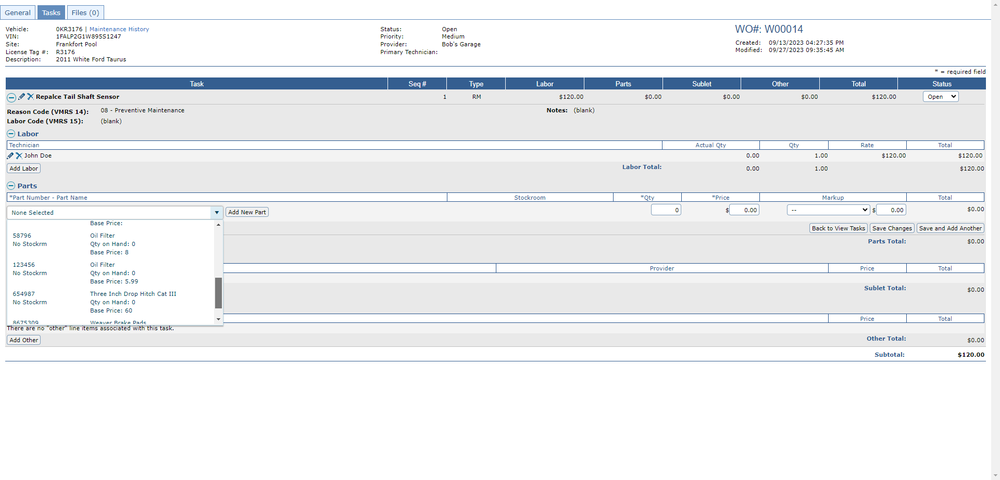 General Tasks Files (0)
Vehicle: 0KR3176 | Maintenance History Status: Open WO#: W00014
VIN: 1FALP2G1W895S1247 Priority: Medium
Site: Frankfort Pool Provider: Bob's Garage Created: 09/13/2023 04:27:35 PM
License Tag #: R3176 Primary Technician: Modified: 09/27/2023 09:35:45 AM
Description: 2011 White Ford Taurus
* = required field
Task Seq # Type Labor Parts Sublet Other Total Status
Repalce Tail Shaft Sensor 1 RM $120.00 $0.00 $0.00 $0.00 $120.00 Open
Reason Code (VMRS 14): 08 - Preventive Maintenance Notes: (blank)
Labor Code (VMRS 15): (blank)
Labor
Technician Actual Qty Qty Rate Total
John Doe 0.00 1.00 $120.00 $120.00
Add Labor Labor Total: 0.00 1.00 $120.00
Parts
*Part Number - Part Name Stockroom *Qty *Price Markup Total
None Selected Add New Part 0 $ 0.00 -- $ 0.00 $0.00
Base Price:
Back to View Tasks Save Changes Save and Add Another
58796 Oil Filter
No Stockrm Qty on Hand: 0 Parts Total: $0.00
Base Price: 8
123456 Oil Filter
Provider Price Total
No Stockrm Qty on Hand: 0
Base Price: 5.99
Sublet Total: $0.00
654987 Three Inch Drop Hitch Cat III
No Stockrm Qty on Hand: 0
Base Price: 60
Price Total
8675309 Weaver Brake Pads
There are no "other" line items associated with this task.
Add Other Other Total: $0.00
Subtotal: $120.00